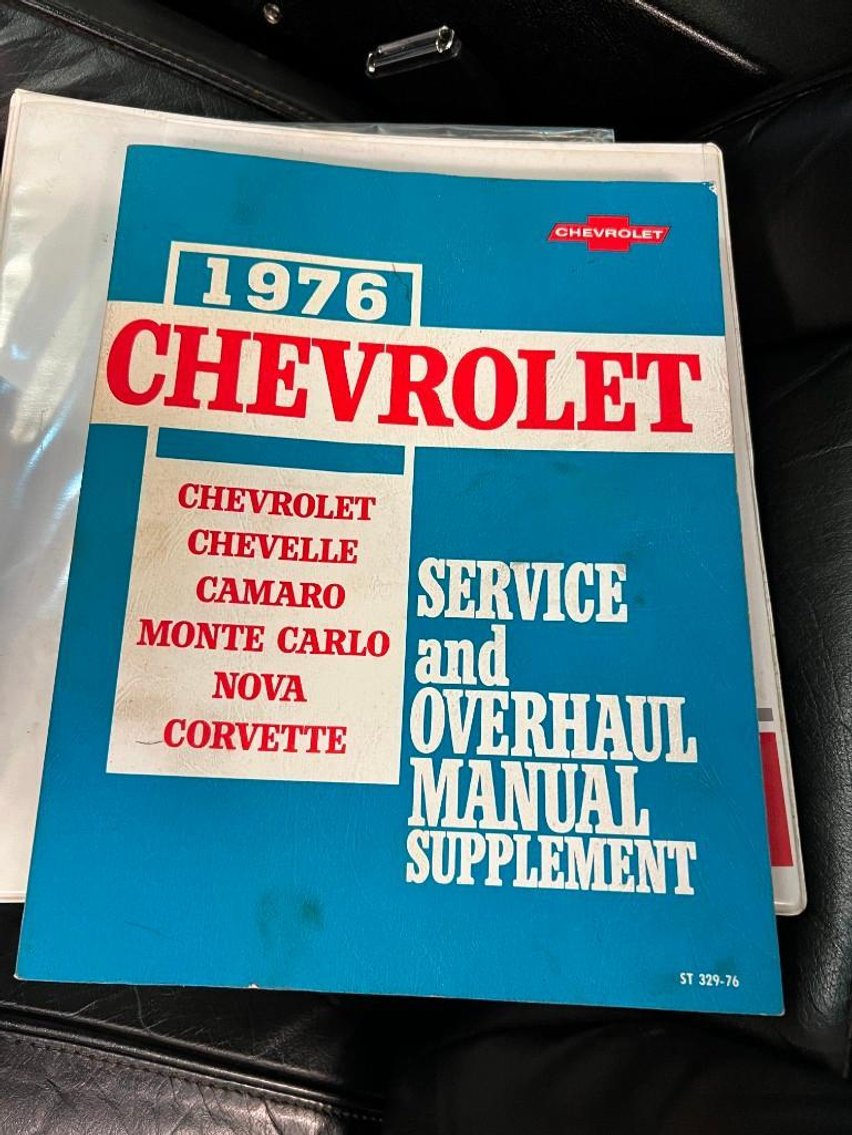 CHEVROLET
1976
CHEVROLET
CHEVROLET
CHEVELLE
CAMARO
MONTE CARLO
NOVA
CORVETTE
SERVICE
and
OVERHAUL
MANUAL
SUPPLEMENT
ST 329-76